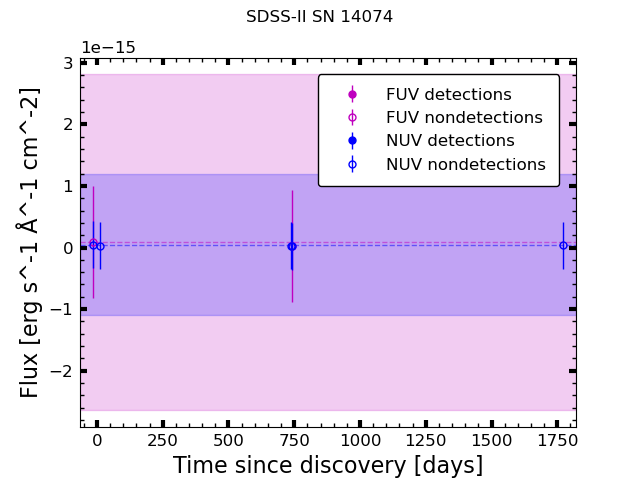 SDSS-II SN 14074
1e−15
3
2
1
0
−1
−2
Flux [erg s^-1 Å^-1 cm^-2]
FUV detections
FUV nondetections
NUV detections
NUV nondetections
0
250
500
750
1000
1250
1500
1750
Time since discovery [days]